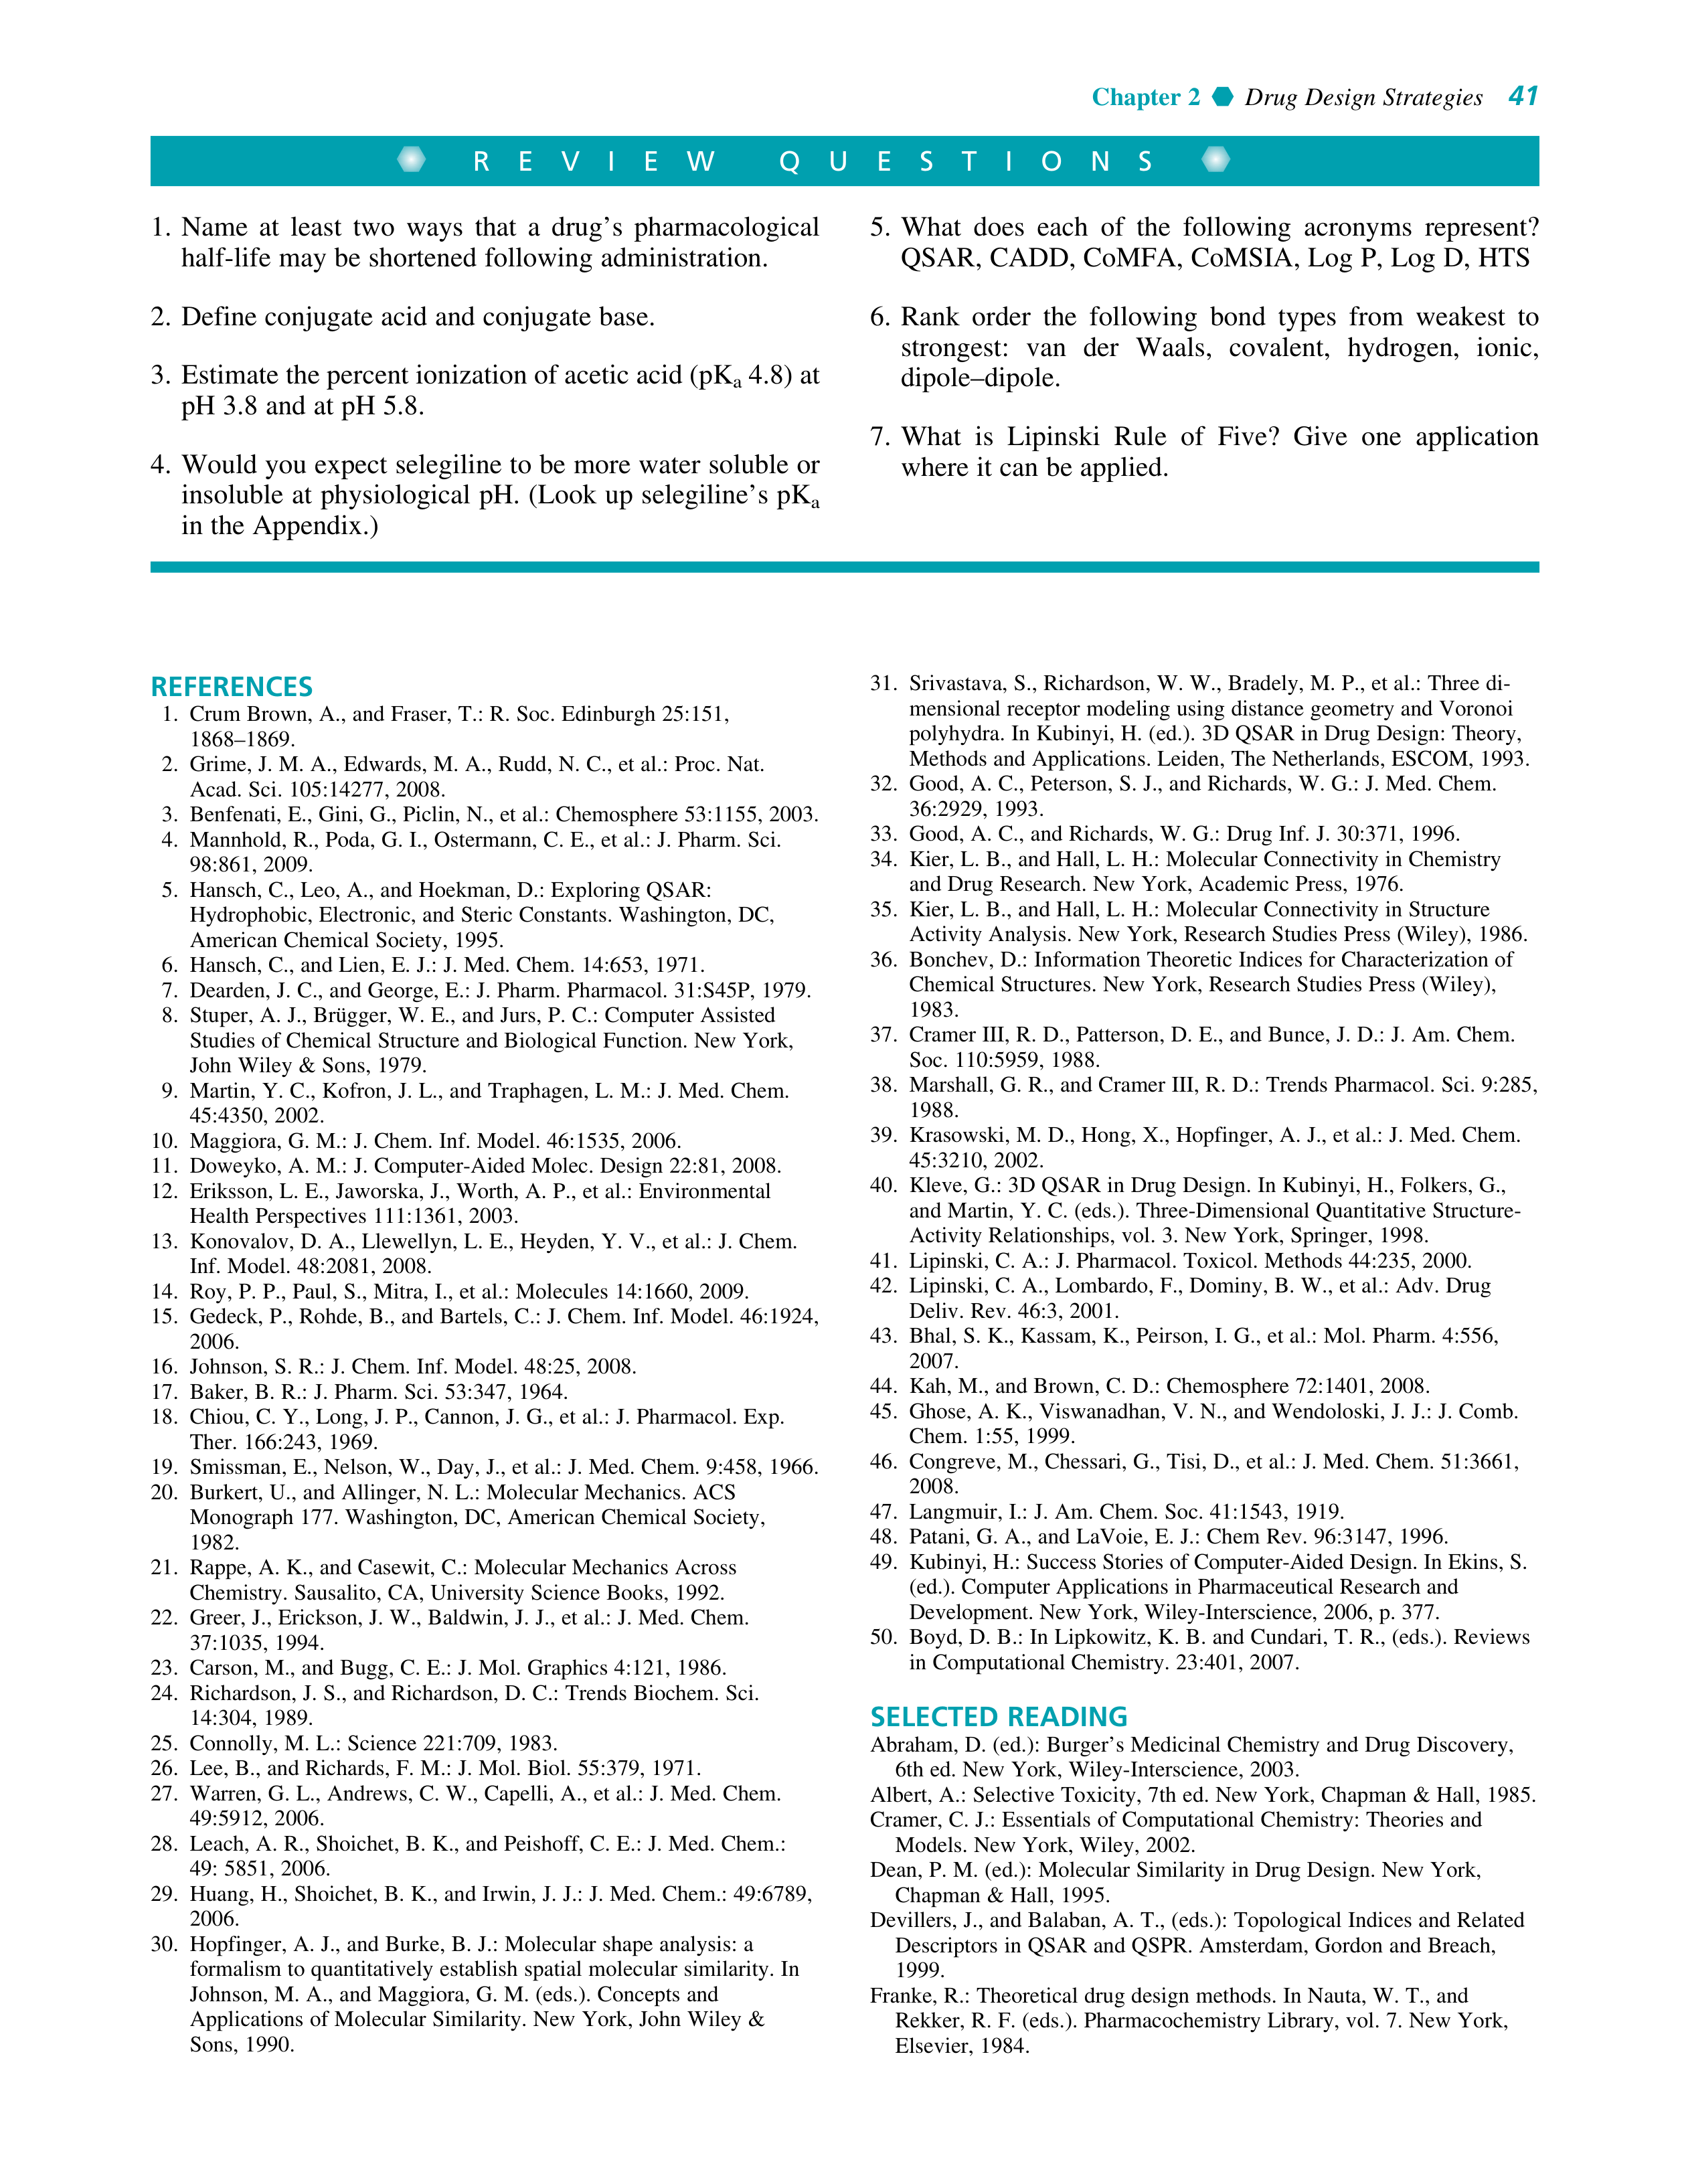 Chapter 2 Drug Design Strategies 41
REVIEW QUESTIONS
1. Name at least two ways that a drug's pharmacological
half-life may be shortened following administration.
2. Define conjugate acid and conjugate base.
3. Estimate the percent ionization of acetic acid (pKa 4.8) at
pH 3.8 and at pH 5.8.
4. Would you expect selegiline to be more water soluble or
insoluble at physiological pH. (Look up selegiline's pKa
in the Appendix.)
5. What does each of the following acronyms represent?
QSAR, CADD, CoMFA, CoMSIA, Log P, Log D, HTS
6. Rank order the following bond types from weakest to
strongest: van der Waals, covalent, hydrogen, ionic,
dipole–dipole.
7. What is Lipinski Rule of Five? Give one application
where it can be applied.
REFERENCES
1. Crum Brown, A., and Fraser, T.: R. Soc. Edinburgh 25:151,
1868–1869.
2. Grime, J. M. A., Edwards, M. A., Rudd, N. C., et al.: Proc. Nat.
Acad. Sci. 105:14277, 2008.
3. Benfenati, E., Gini, G., Piclin, N., et al.: Chemosphere 53:1155, 2003.
4. Mannhold, R., Poda, G. I., Ostermann, C. E., et al.: J. Pharm. Sci.
98:861, 2009.
5. Hansch, C., Leo, A., and Hoekman, D.: Exploring QSAR:
Hydrophobic, Electronic, and Steric Constants. Washington, DC,
American Chemical Society, 1995.
6. Hansch, C., and Lien, E. J.: J. Med. Chem. 14:653, 1971.
7. Dearden, J. C., and George, E.: J. Pharm. Pharmacol. 31:S45P, 1979.
8. Stuper, A. J., Brügger, W. E., and Jurs, P. C.: Computer Assisted
Studies of Chemical Structure and Biological Function. New York,
John Wiley & Sons, 1979.
9. Martin, Y. C., Kofron, J. L., and Traphagen, L. M.: J. Med. Chem.
45:4350, 2002.
10. Maggiora, G. M.: J. Chem. Inf. Model. 46:1535, 2006.
11. Doweyko, A. M.: J. Computer-Aided Molec. Design 22:81, 2008.
12. Eriksson, L. E., Jaworska, J., Worth, A. P., et al.: Environmental
Health Perspectives 111:1361, 2003.
13. Konovalov, D. A., Llewellyn, L. E., Heyden, Y. V., et al.: J. Chem.
Inf. Model. 48:2081, 2008.
14. Roy, P. P., Paul, S., Mitra, I., et al.: Molecules 14:1660, 2009.
15. Gedeck, P., Rohde, B., and Bartels, C.: J. Chem. Inf. Model. 46:1924,
2006.
16. Johnson, S. R.: J. Chem. Inf. Model. 48:25, 2008.
17. Baker, B. R.: J. Pharm. Sci. 53:347, 1964.
18. Chiou, C. Y., Long, J. P., Cannon, J. G., et al.: J. Pharmacol. Exp.
Ther. 166:243, 1969.
19. Smissman, E., Nelson, W., Day, J., et al.: J. Med. Chem. 9:458, 1966.
20. Burkert, U., and Allinger, N. L.: Molecular Mechanics. ACS
Monograph 177. Washington, DC, American Chemical Society,
1982.
21. Rappe, A. K., and Casewit, C.: Molecular Mechanics Across
Chemistry. Sausalito, CA, University Science Books, 1992.
22. Greer, J., Erickson, J. W., Baldwin, J. J., et al.: J. Med. Chem.
37:1035, 1994.
23. Carson, M., and Bugg, C. E.: J. Mol. Graphics 4:121, 1986.
24. Richardson, J. S., and Richardson, D. C.: Trends Biochem. Sci.
14:304, 1989.
25. Connolly, M. L.: Science 221:709, 1983.
26. Lee, B., and Richards, F. M.: J. Mol. Biol. 55:379, 1971.
27. Warren, G. L., Andrews, C. W., Capelli, A., et al.: J. Med. Chem.
49:5912, 2006.
28. Leach, A. R., Shoichet, B. K., and Peishoff, C. E.: J. Med. Chem.:
49: 5851, 2006.
29. Huang, H., Shoichet, B. K., and Irwin, J. J.: J. Med. Chem.: 49:6789,
2006.
30. Hopfinger, A. J., and Burke, B. J.: Molecular shape analysis: a
formalism to quantitatively establish spatial molecular similarity. In
Johnson, M. A., and Maggiora, G. M. (eds.). Concepts and
Applications of Molecular Similarity. New York, John Wiley &
Sons, 1990.
31. Srivastava, S., Richardson, W. W., Bradely, M. P., et al.: Three di-
mensional receptor modeling using distance geometry and Voronoi
polyhydra. In Kubinyi, H. (ed.). 3D QSAR in Drug Design: Theory,
Methods and Applications. Leiden, The Netherlands, ESCOM, 1993.
32. Good, A. C., Peterson, S. J., and Richards, W. G.: J. Med. Chem.
36:2929, 1993.
33. Good, A. C., and Richards, W. G.: Drug Inf. J. 30:371, 1996.
34. Kier, L. B., and Hall, L. H.: Molecular Connectivity in Chemistry
and Drug Research. New York, Academic Press, 1976.
35. Kier, L. B., and Hall, L. H.: Molecular Connectivity in Structure
Activity Analysis. New York, Research Studies Press (Wiley), 1986.
36. Bonchev, D.: Information Theoretic Indices for Characterization of
Chemical Structures. New York, Research Studies Press (Wiley),
1983.
37. Cramer III, R. D., Patterson, D. E., and Bunce, J. D.: J. Am. Chem.
Soc. 110:5959, 1988.
38. Marshall, G. R., and Cramer III, R. D.: Trends Pharmacol. Sci. 9:285,
1988.
39. Krasowski, M. D., Hong, X., Hopfinger, A. J., et al.: J. Med. Chem.
45:3210, 2002.
40. Kleve, G.: 3D QSAR in Drug Design. In Kubinyi, H., Folkers, G.,
and Martin, Y. C. (eds.). Three-Dimensional Quantitative Structure-
Activity Relationships, vol. 3. New York, Springer, 1998.
41. Lipinski, C. A.: J. Pharmacol. Toxicol. Methods 44:235, 2000.
42. Lipinski, C. A., Lombardo, F., Dominy, B. W., et al.: Adv. Drug
Deliv. Rev. 46:3, 2001.
43. Bhal, S. K., Kassam, K., Peirson, I. G., et al.: Mol. Pharm. 4:556,
2007.
44. Kah, M., and Brown, C. D.: Chemosphere 72:1401, 2008.
45. Ghose, A. K., Viswanadhan, V. N., and Wendoloski, J. J.: J. Comb.
Chem. 1:55, 1999.
46. Congreve, M., Chessari, G., Tisi, D., et al.: J. Med. Chem. 51:3661,
2008.
47. Langmuir, I.: J. Am. Chem. Soc. 41:1543, 1919.
48. Patani, G. A., and LaVoie, E. J.: Chem Rev. 96:3147, 1996.
49. Kubinyi, H.: Success Stories of Computer-Aided Design. In Ekins, S.
(ed.). Computer Applications in Pharmaceutical Research and
Development. New York, Wiley-Interscience, 2006, p. 377.
50. Boyd, D. B.: In Lipkowitz, K. B. and Cundari, T. R., (eds.). Reviews
in Computational Chemistry. 23:401, 2007.
SELECTED READING
Abraham, D. (ed.): Burger's Medicinal Chemistry and Drug Discovery,
6th ed. New York, Wiley-Interscience, 2003.
Albert, A.: Selective Toxicity, 7th ed. New York, Chapman & Hall, 1985.
Cramer, C. J.: Essentials of Computational Chemistry: Theories and
Models. New York, Wiley, 2002.
Dean, P. M. (ed.): Molecular Similarity in Drug Design. New York,
Chapman & Hall, 1995.
Devillers, J., and Balaban, A. T., (eds.): Topological Indices and Related
Descriptors in QSAR and QSPR. Amsterdam, Gordon and Breach,
1999.
Franke, R.: Theoretical drug design methods. In Nauta, W. T., and
Rekker, R. F. (eds.). Pharmacochemistry Library, vol. 7. New York,
Elsevier, 1984.